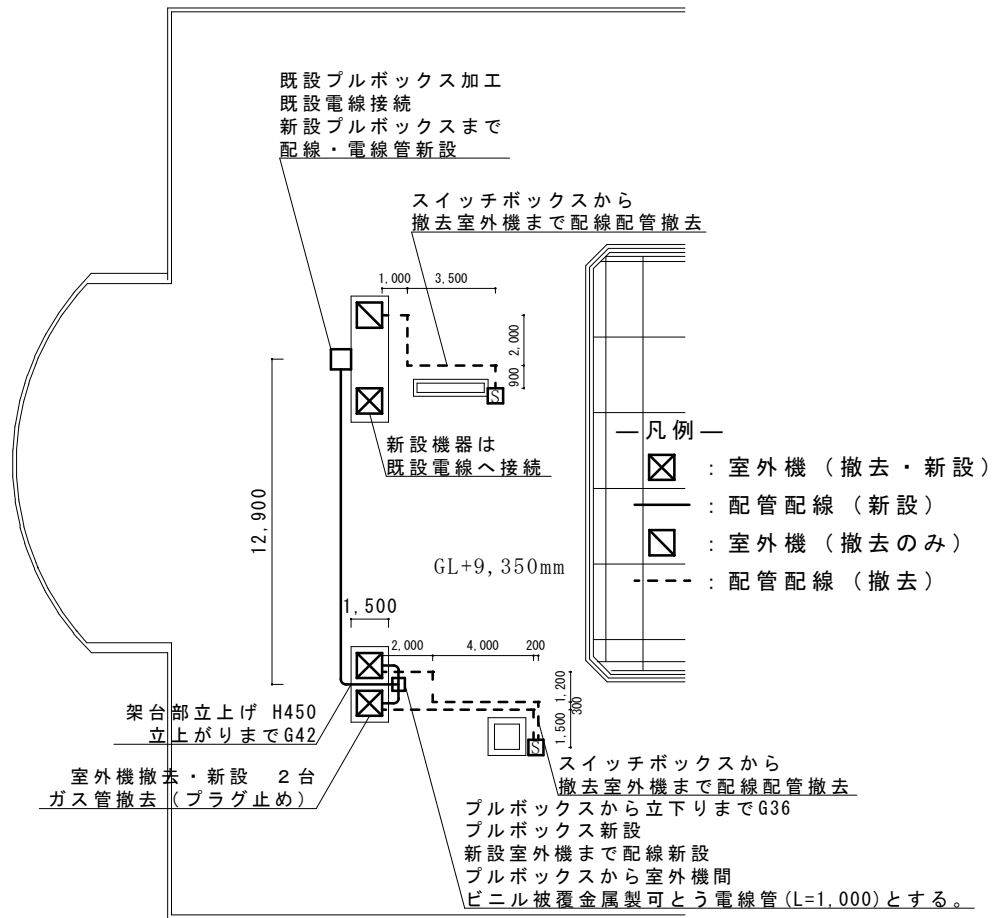 既設プルボックス加工
既設電線接続
新設プルボックスまで
配線・電線管新設
スイッチボックスから
撤去室外機まで配線配管撤去
1,000
3,500
2,000
900
S
新設機器は
既設電線へ接続
―凡例―
：室外機（撤去・新設）
：配管配線（新設）
：室外機（撤去のみ）
：配管配線（撤去）
12,900
GL+9,350mm
1,500
2,000
4,000
200
1,200
300
1,500
S
架台部立上げ H450
立上がりまでG42
室外機撤去・新設 2台
ガス管撤去（プラグ止め）
スイッチボックスから
撤去室外機まで配線配管撤去
プルボックスから立下りまでG36
プルボックス新設
新設室外機まで配線新設
プルボックスから室外機間
ビニル被覆金属製可とう電線管(L=1,000)とする。